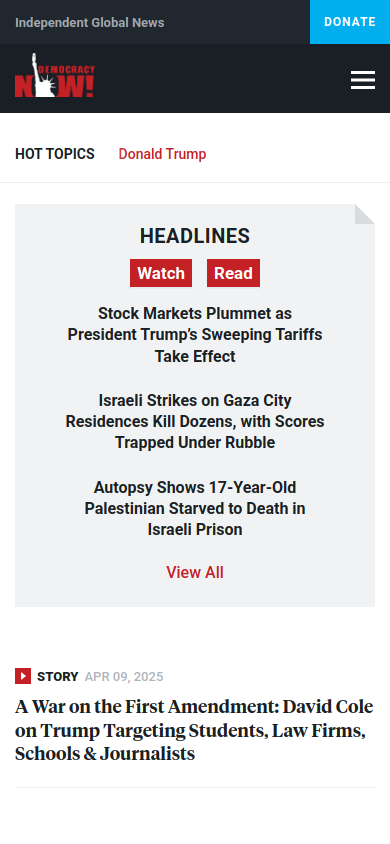 Independent Global News
DONATE
DEMOCRACY
NOW!
HOT TOPICS
Donald Trump
HEADLINES
Watch
Read
Stock Markets Plummet as
President Trump’s Sweeping Tariffs
Take Effect
Israeli Strikes on Gaza City
Residences Kill Dozens, with Scores
Trapped Under Rubble
Autopsy Shows 17-Year-Old
Palestinian Starved to Death in
Israeli Prison
View All
STORY APR 09, 2025
A War on the First Amendment: David Cole
on Trump Targeting Students, Law Firms,
Schools & Journalists